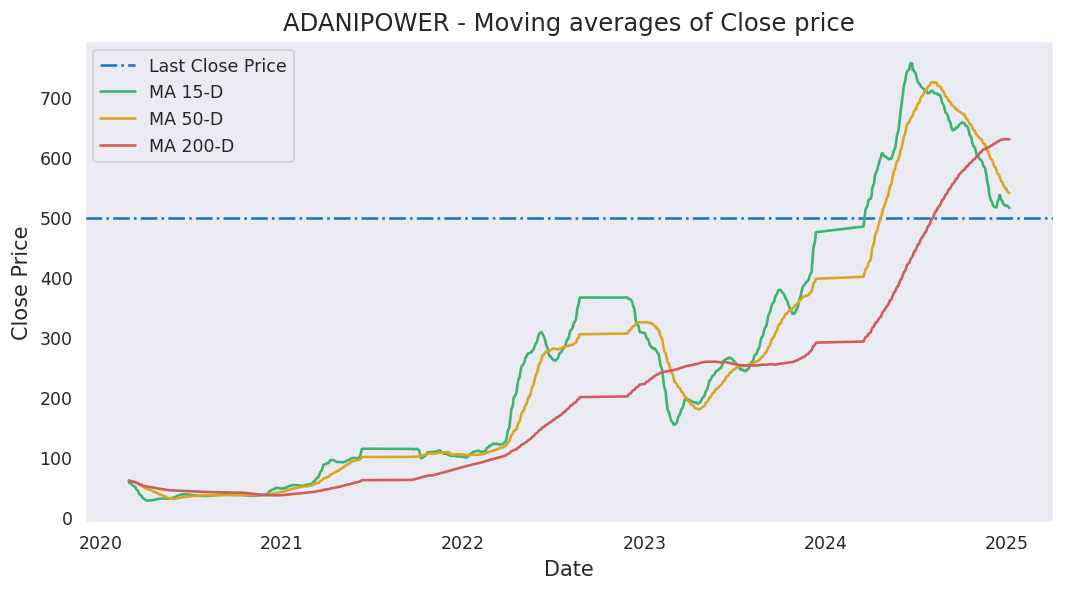 ADANIPOWER - Moving averages of Close price
Last Close Price
MA 15-D
MA 50-D
MA 200-D
Close Price
700
600
500
400
300
200
100
0
2020 2021 2022 2023 2024 2025
Date